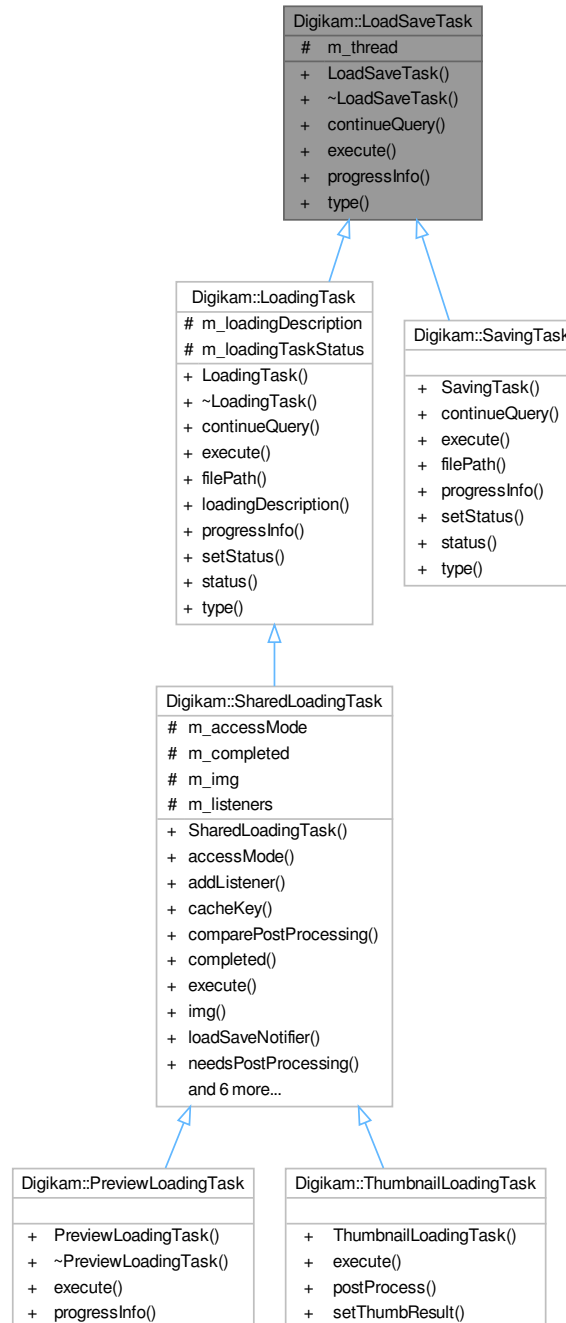 Digikam::LoadSaveTask
# m_thread
+ LoadSaveTask()
+ ~LoadSaveTask()
+ continueQuery()
+ execute()
+ progressInfo()
+ type()
Digikam::LoadingTask
# m_loadingDescription
# m_loadingTaskStatus
+ LoadingTask()
+ ~LoadingTask()
+ continueQuery()
+ execute()
+ filePath()
+ loadingDescription()
+ progressInfo()
+ setStatus()
+ status()
+ type()
Digikam::SavingTask
+ SavingTask()
+ continueQuery()
+ execute()
+ filePath()
+ progressInfo()
+ setStatus()
+ status()
+ type()
Digikam::SharedLoadingTask
# m_accessMode
# m_completed
# m_img
# m_listeners
+ SharedLoadingTask()
+ accessMode()
+ addListener()
+ cacheKey()
+ comparePostProcessing()
+ completed()
+ execute()
+ img()
+ loadSaveNotifier()
+ needsPostProcessing()
and 6 more...
Digikam::PreviewLoadingTask
+ PreviewLoadingTask()
+ ~PreviewLoadingTask()
+ execute()
+ progressInfo()
Digikam::ThumbnailLoadingTask
+ ThumbnailLoadingTask()
+ execute()
+ postProcess()
+ setThumbResult()